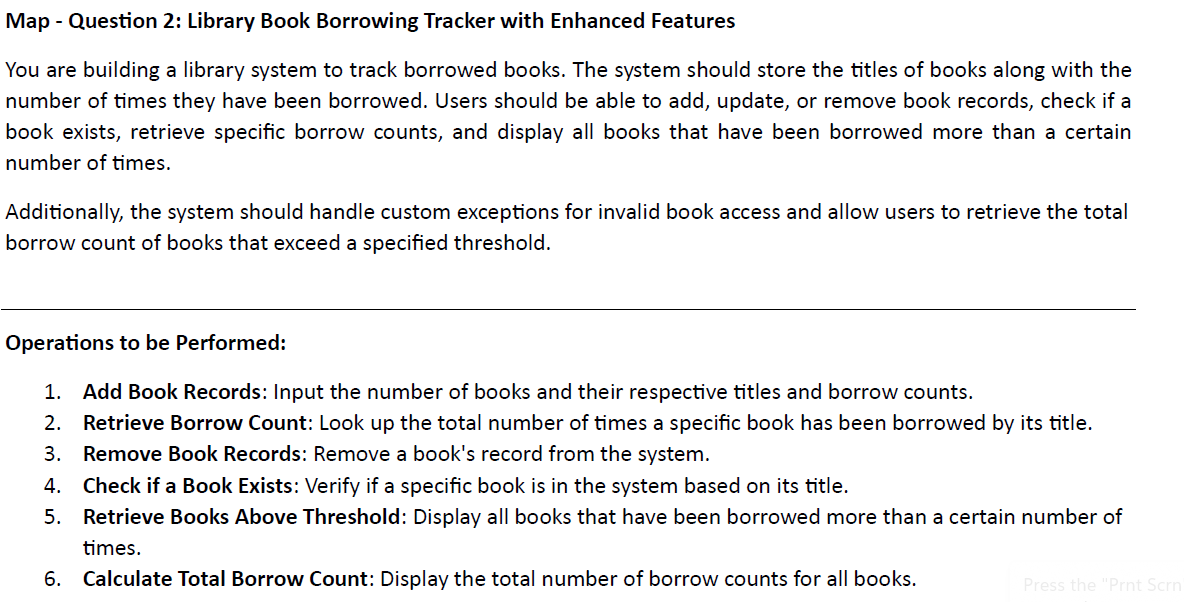 Map - Question 2: Library Book Borrowing Tracker with Enhanced Features
You are building a library system to track borrowed books. The system should store the titles of books along with the
number of times they have been borrowed. Users should be able to add, update, or remove book records, check if a
book exists, retrieve specific borrow counts, and display all books that have been borrowed more than a certain
number of times.
Additionally, the system should handle custom exceptions for invalid book access and allow users to retrieve the total
borrow count of books that exceed a specified threshold.
Operations to be Performed:
1. Add Book Records: Input the number of books and their respective titles and borrow counts.
2. Retrieve Borrow Count: Look up the total number of times a specific book has been borrowed by its title.
3. Remove Book Records: Remove a book's record from the system.
4. Check if a Book Exists: Verify if a specific book is in the system based on its title.
5. Retrieve Books Above Threshold: Display all books that have been borrowed more than a certain number of
times.
6. Calculate Total Borrow Count: Display the total number of borrow counts for all books.
Press the "Prnt Scrn